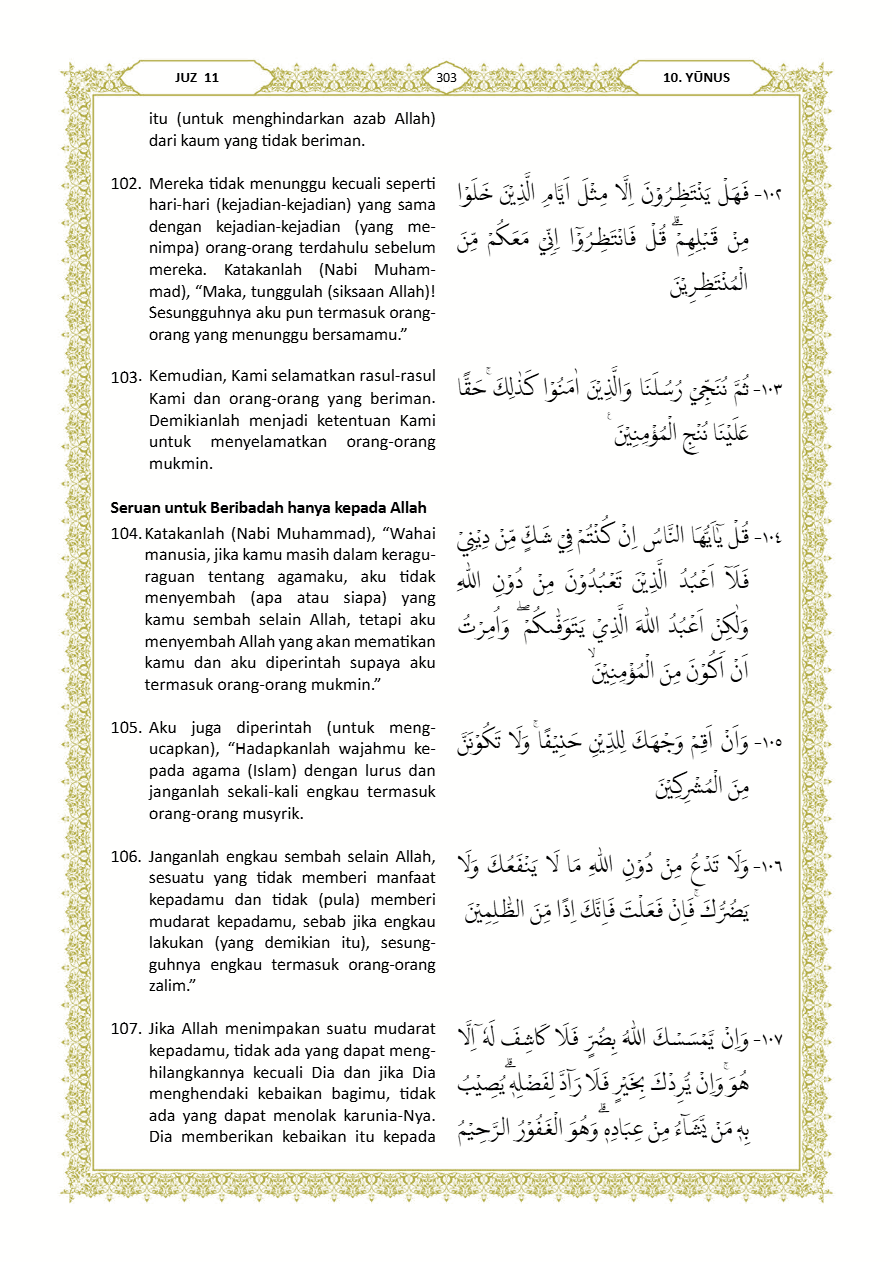 JUZ 11
303
10. YŪNUS
itu (untuk menghindarkan azab Allah)
dari kaum yang tidak beriman.
102. Mereka tidak menunggu kecuali seperti
hari-hari (kejadian-kejadian) yang sama
dengan kejadian-kejadian (yang me-
nimpa) orang-orang terdahulu sebelum
mereka. Katakanlah (Nabi Muham-
mad), “Maka, tunggulah (siksaan Allah)!
Sesungguhnya aku pun termasuk orang-
orang yang menunggu bersamamu.”
١٠٢- فَهَلْ يَنْتَظِرُوْنَ اِلَّا مِثْلَ اَيَّامِ الَّذِيْنَ خَلَوْا
مِنْ قَبْلِهِمْۗ قُلْ فَانْتَظِرُوْٓا اِنِّيْ مَعَكُمْ مِّنَ
الْمُنْتَظِرِيْنَ
103. Kemudian, Kami selamatkan rasul-rasul
Kami dan orang-orang yang beriman.
Demikianlah menjadi ketentuan Kami
untuk menyelamatkan orang-orang
mukmin.
١٠٣- ثُمَّ نُنَجِّيْ رُسُلَنَا وَالَّذِيْنَ اٰمَنُوْا كَذٰلِكَ ۚ حَقًّا
عَلَيْنَا نُنْجِ الْمُؤْمِنِيْنَ ۚ
Seruan untuk Beribadah hanya kepada Allah
104. Katakanlah (Nabi Muhammad), “Wahai
manusia, jika kamu masih dalam keragu-
raguan tentang agamaku, aku tidak
menyembah (apa atau siapa) yang
kamu sembah selain Allah, tetapi aku
menyembah Allah yang akan mematikan
kamu dan aku diperintah supaya aku
termasuk orang-orang mukmin.”
١٠٤- قُلْ يٰٓاَيُّهَا النَّاسُ اِنْ كُنْتُمْ فِيْ شَكٍّ مِّنْ دِيْنِيْ
فَلَآ اَعْبُدُ الَّذِيْنَ تَعْبُدُوْنَ مِنْ دُوْنِ اللّٰهِ
وَلٰكِنْ اَعْبُدُ اللّٰهَ الَّذِيْ يَتَوَفّٰىكُمْ ۖ وَاُمِرْتُ
اَنْ اَكُوْنَ مِنَ الْمُؤْمِنِيْنَ ۙ
105. Aku juga diperintah (untuk meng-
ucapkan), “Hadapkanlah wajahmu ke-
pada agama (Islam) dengan lurus dan
janganlah sekali-kali engkau termasuk
orang-orang musyrik.
١٠٥- وَاَنْ اَقِمْ وَجْهَكَ لِلدِّيْنِ حَنِيْفًاۚ وَلَا تَكُوْنَنَّ
مِنَ الْمُشْرِكِيْنَ
106. Janganlah engkau sembah selain Allah,
sesuatu yang tidak memberi manfaat
kepadamu dan tidak (pula) memberi
mudarat kepadamu, sebab jika engkau
lakukan (yang demikian itu), sesung-
guhnya engkau termasuk orang-orang
zalim.”
١٠٦- وَلَا تَدْعُ مِنْ دُوْنِ اللّٰهِ مَا لَا يَنْفَعُكَ وَلَا
يَضُرُّكَ ۚ فَاِنْ فَعَلْتَ فَاِنَّكَ اِذًا مِّنَ الظّٰلِمِيْنَ
107. Jika Allah menimpakan suatu mudarat
kepadamu, tidak ada yang dapat meng-
hilangkannya kecuali Dia dan jika Dia
menghendaki kebaikan bagimu, tidak
ada yang dapat menolak karunia-Nya.
Dia memberikan kebaikan itu kepada
١٠٧- وَاِنْ يَّمْسَسْكَ اللّٰهُ بِضُرٍّ فَلَا كَاشِفَ لَهٗٓ اِلَّا
هُوَ ۚ وَاِنْ يُّرِدْكَ بِخَيْرٍ فَلَا رَاۤدَّ لِفَضْلِهٖۗ يُصِيْبُ
بِهٖ مَنْ يَّشَاۤءُ مِنْ عِبَادِهٖ ۗ وَهُوَ الْغَفُوْرُ الرَّحِيْمُ